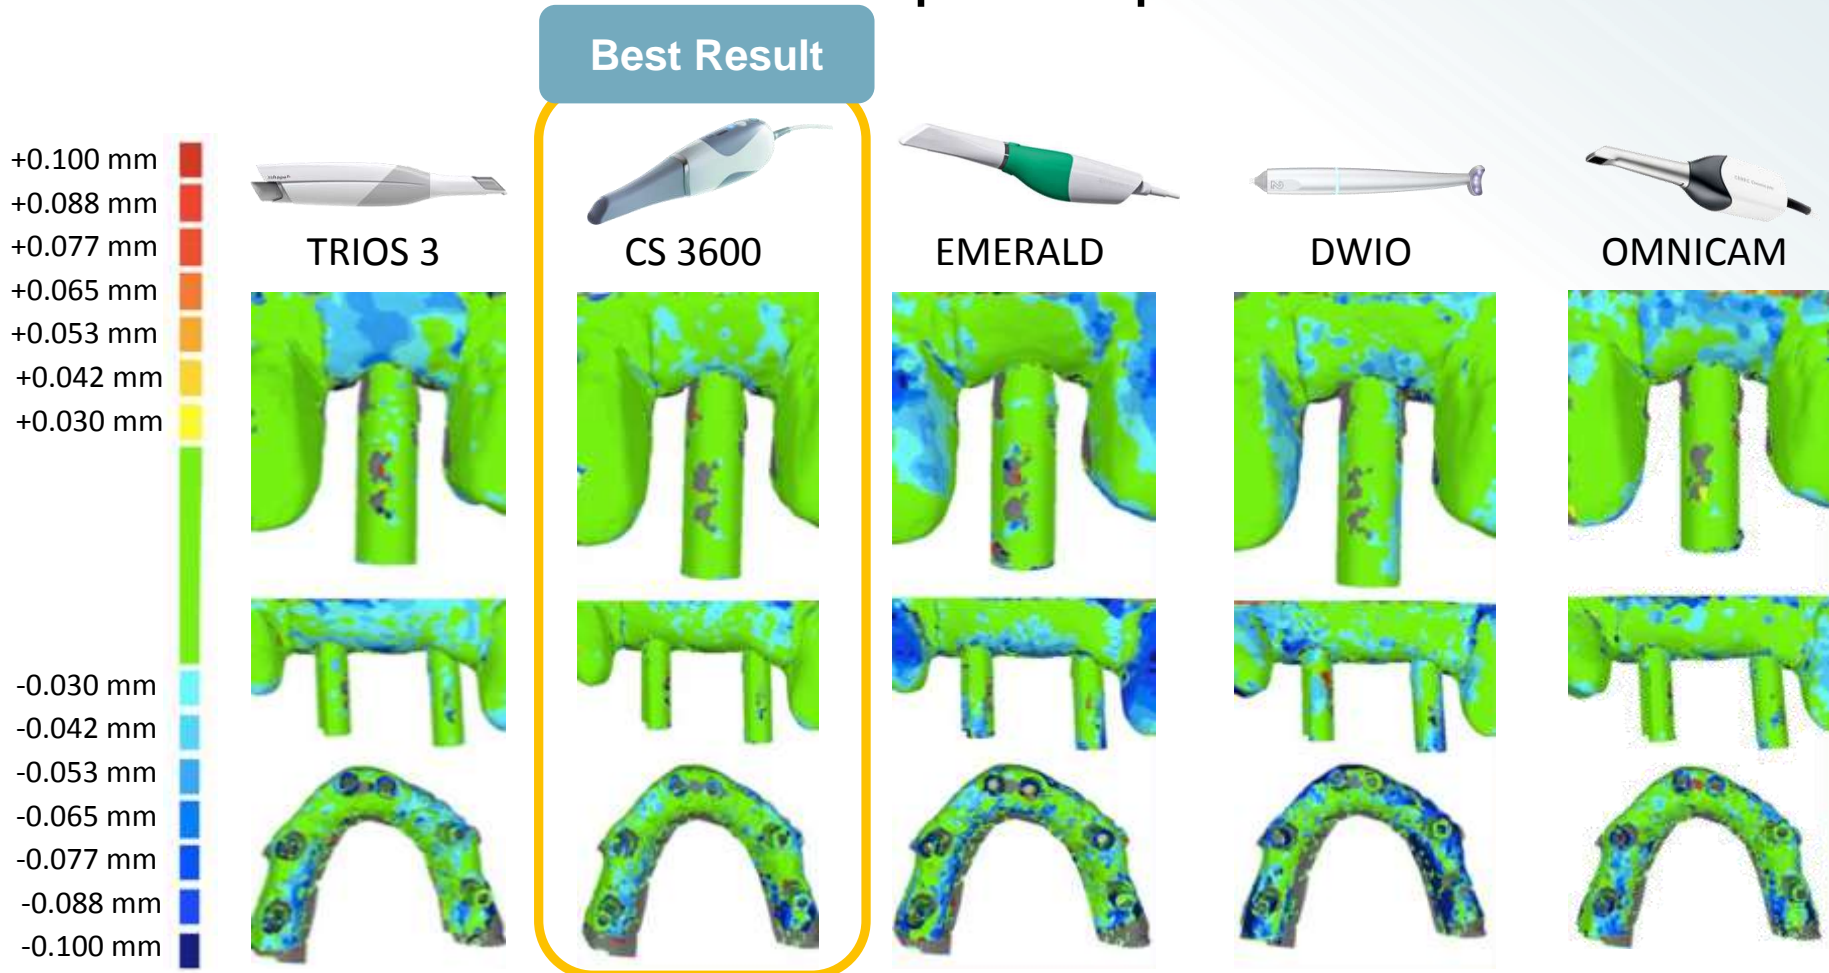 Best Result
TRIOS 3
CS 3600
EMERALD
DWIO
OMNICAM
+0.100 mm
+0.088 mm
+0.077 mm
+0.065 mm
+0.053 mm
+0.042 mm
+0.030 mm
-0.030 mm
-0.042 mm
-0.053 mm
-0.065 mm
-0.077 mm
-0.088 mm
-0.100 mm